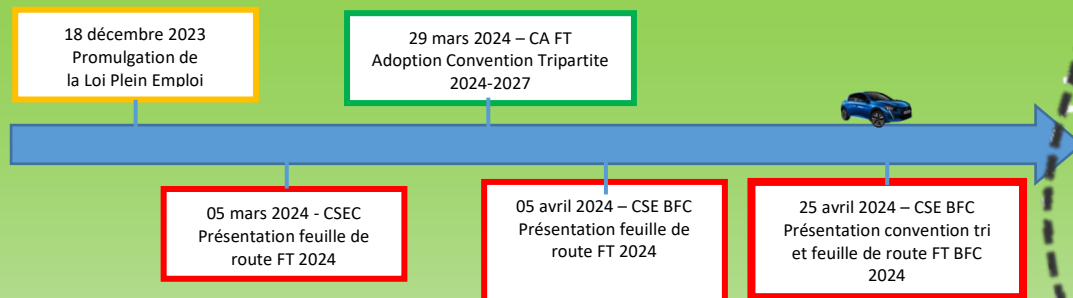 18 décembre 2023
Promulgation de
la Loi Plein Emploi
29 mars 2024 – CA FT
Adoption Convention Tripartite
2024-2027
05 mars 2024 - CSEC
Présentation feuille de
route FT 2024
05 avril 2024 – CSE BFC
Présentation feuille de
route FT 2024
25 avril 2024 – CSE BFC
Présentation convention tri
et feuille de route FT BFC
2024